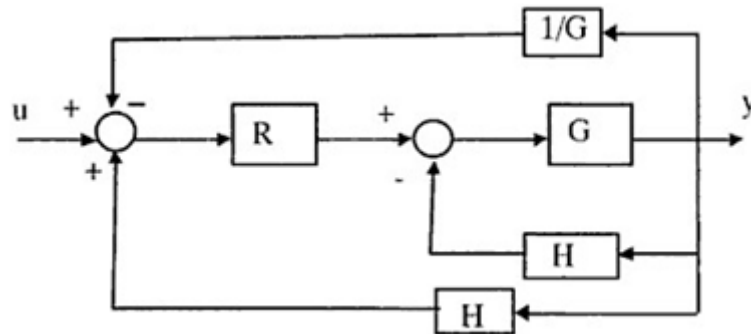 1/G
u + − + R + - G y
H
H